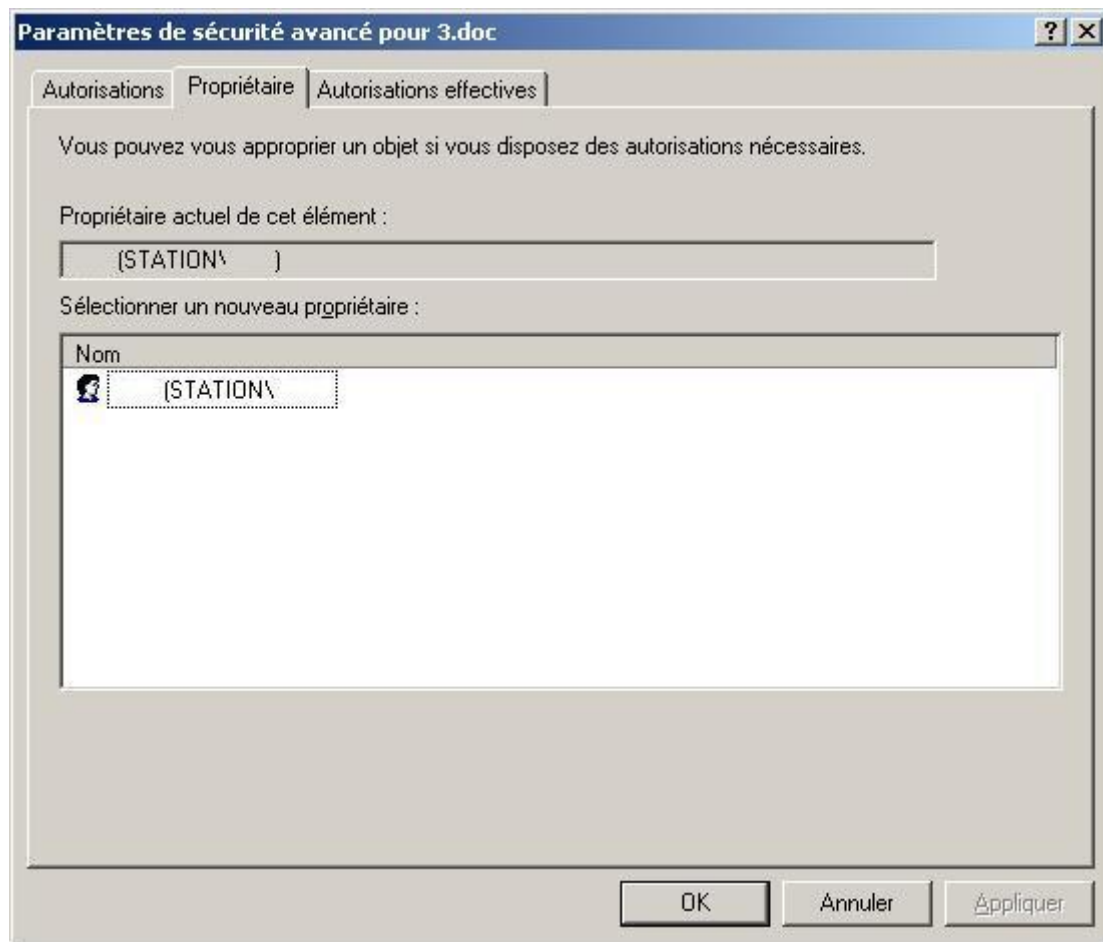 Paramètres de sécurité avancé pour 3.doc
Autorisations Propriétaire Autorisations effectives
Vous pouvez vous approprier un objet si vous disposez des autorisations nécessaires.
Propriétaire actuel de cet élément :
(STATION\ )
Sélectionner un nouveau propriétaire :
Nom
(STATION\
OK Annuler Appliquer